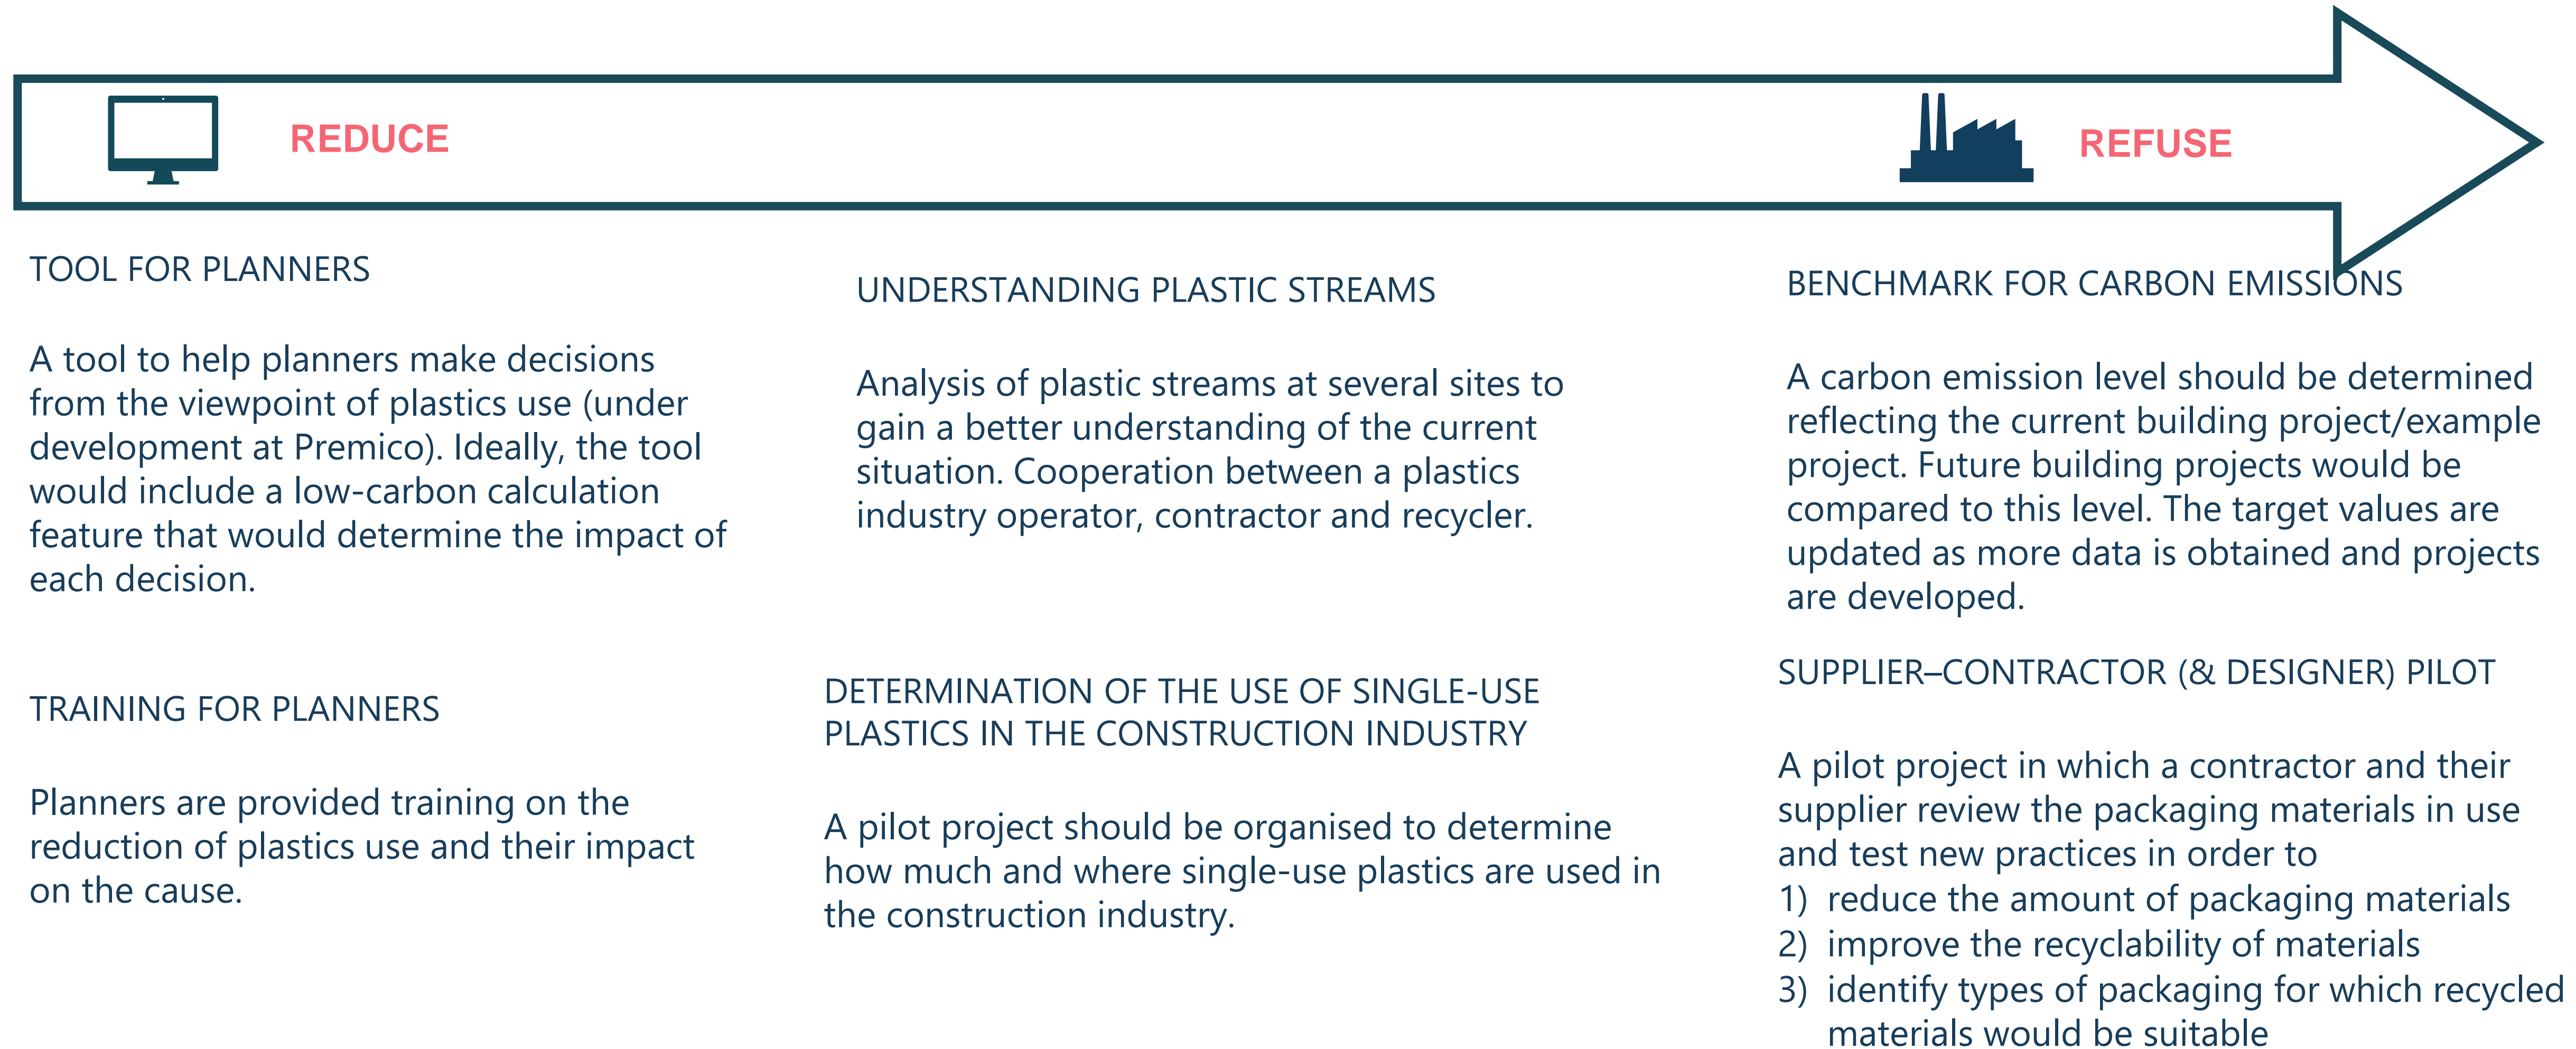 REDUCE
REFUSE
TOOL FOR PLANNERS
A tool to help planners make decisions
from the viewpoint of plastics use (under
development at Premico). Ideally, the tool
would include a low-carbon calculation
feature that would determine the impact of
each decision.
TRAINING FOR PLANNERS
Planners are provided training on the
reduction of plastics use and their impact
on the cause.
UNDERSTANDING PLASTIC STREAMS
Analysis of plastic streams at several sites to
gain a better understanding of the current
situation. Cooperation between a plastics
industry operator, contractor and recycler.
DETERMINATION OF THE USE OF SINGLE-USE
PLASTICS IN THE CONSTRUCTION INDUSTRY
A pilot project should be organised to determine
how much and where single-use plastics are used in
the construction industry.
BENCHMARK FOR CARBON EMISSIONS
A carbon emission level should be determined
reflecting the current building project/example
project. Future building projects would be
compared to this level. The target values are
updated as more data is obtained and projects
are developed.
SUPPLIER–CONTRACTOR (& DESIGNER) PILOT
A pilot project in which a contractor and their
supplier review the packaging materials in use
and test new practices in order to
1) reduce the amount of packaging materials
2) improve the recyclability of materials
3) identify types of packaging for which recycled
materials would be suitable